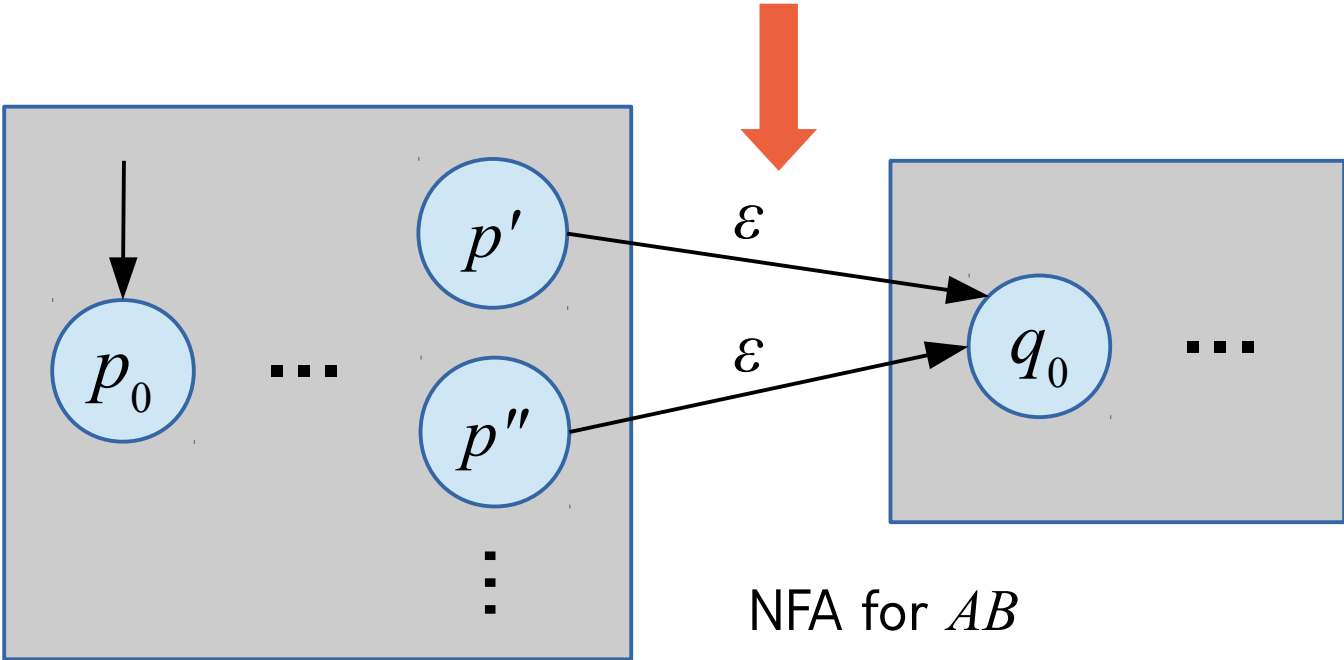 ε
p′
ε
q₀
p₀
...
...
p″
⋮
NFA for AB